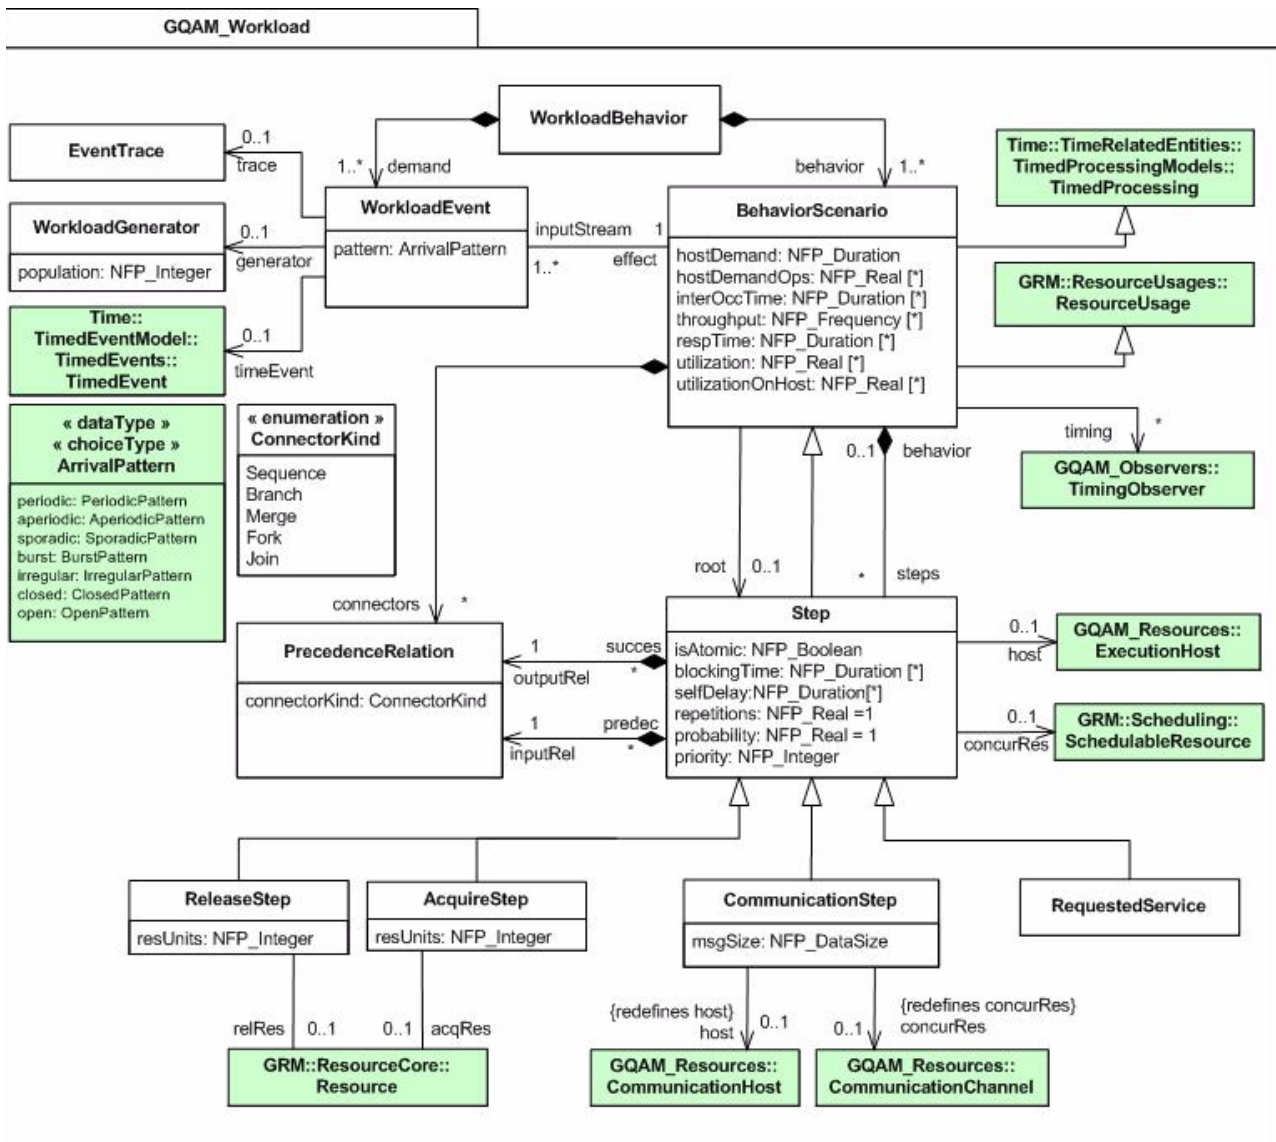 GQAM_Workload
WorkloadBehavior
EventTrace
0..1
trace
1..*
demand
behavior
1..*
Time::TimeRelatedEntities::
TimedProcessingModels::
TimedProcessing
WorkloadGenerator
population: NFP_Integer
0..1
generator
WorkloadEvent
pattern: ArrivalPattern
inputStream
1
1..*
effect
BehaviorScenario
hostDemand: NFP_Duration
hostDemandOps: NFP_Real [*]
interOccTime: NFP_Duration [*]
throughput: NFP_Frequency [*]
respTime: NFP_Duration [*]
utilization: NFP_Real [*]
utilizationOnHost: NFP_Real [*]
GRM::ResourceUsages::
ResourceUsage
Time::
TimedEventModel::
TimedEvents::
TimedEvent
0..1
timeEvent
« dataType »
« choiceType »
ArrivalPattern
periodic: PeriodicPattern
aperiodic: AperiodicPattern
sporadic: SporadicPattern
burst: BurstPattern
irregular: IrregularPattern
closed: ClosedPattern
open: OpenPattern
« enumeration »
ConnectorKind
Sequence
Branch
Merge
Fork
Join
timing
*
GQAM_Observers::
TimingObserver
0..1
behavior
root
0..1
*
steps
connectors
*
PrecedenceRelation
connectorKind: ConnectorKind
1
succes
outputRel
*
1
predec
inputRel
*
Step
isAtomic: NFP_Boolean
blockingTime: NFP_Duration [*]
selfDelay:NFP_Duration[*]
repetitions: NFP_Real =1
probability: NFP_Real = 1
priority: NFP_Integer
0..1
host
GQAM_Resources::
ExecutionHost
0..1
concurRes
GRM::Scheduling::
SchedulableResource
ReleaseStep
resUnits: NFP_Integer
AcquireStep
resUnits: NFP_Integer
CommunicationStep
msgSize: NFP_DataSize
RequestedService
relRes
0..1
0..1
acqRes
GRM::ResourceCore::
Resource
{redefines host}
host
0..1
{redefines concurRes}
0..1
concurRes
GQAM_Resources::
CommunicationHost
GQAM_Resources::
CommunicationChannel